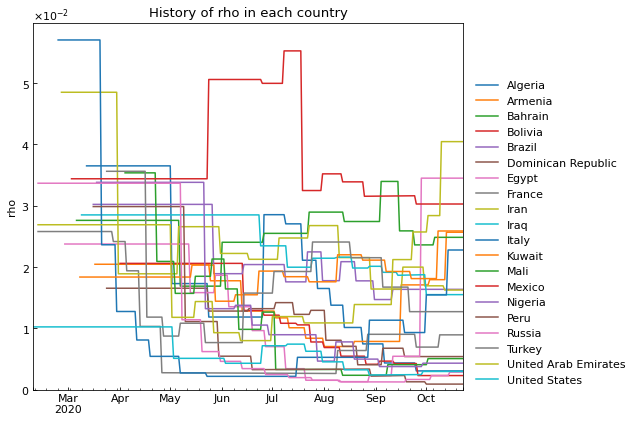 History of rho in each country
×10⁻²
rho
5
4
3
2
1
0
Mar
2020
Apr
May
Jun
Jul
Aug
Sep
Oct
Algeria
Armenia
Bahrain
Bolivia
Brazil
Dominican Republic
Egypt
France
Iran
Iraq
Italy
Kuwait
Mali
Mexico
Nigeria
Peru
Russia
Turkey
United Arab Emirates
United States